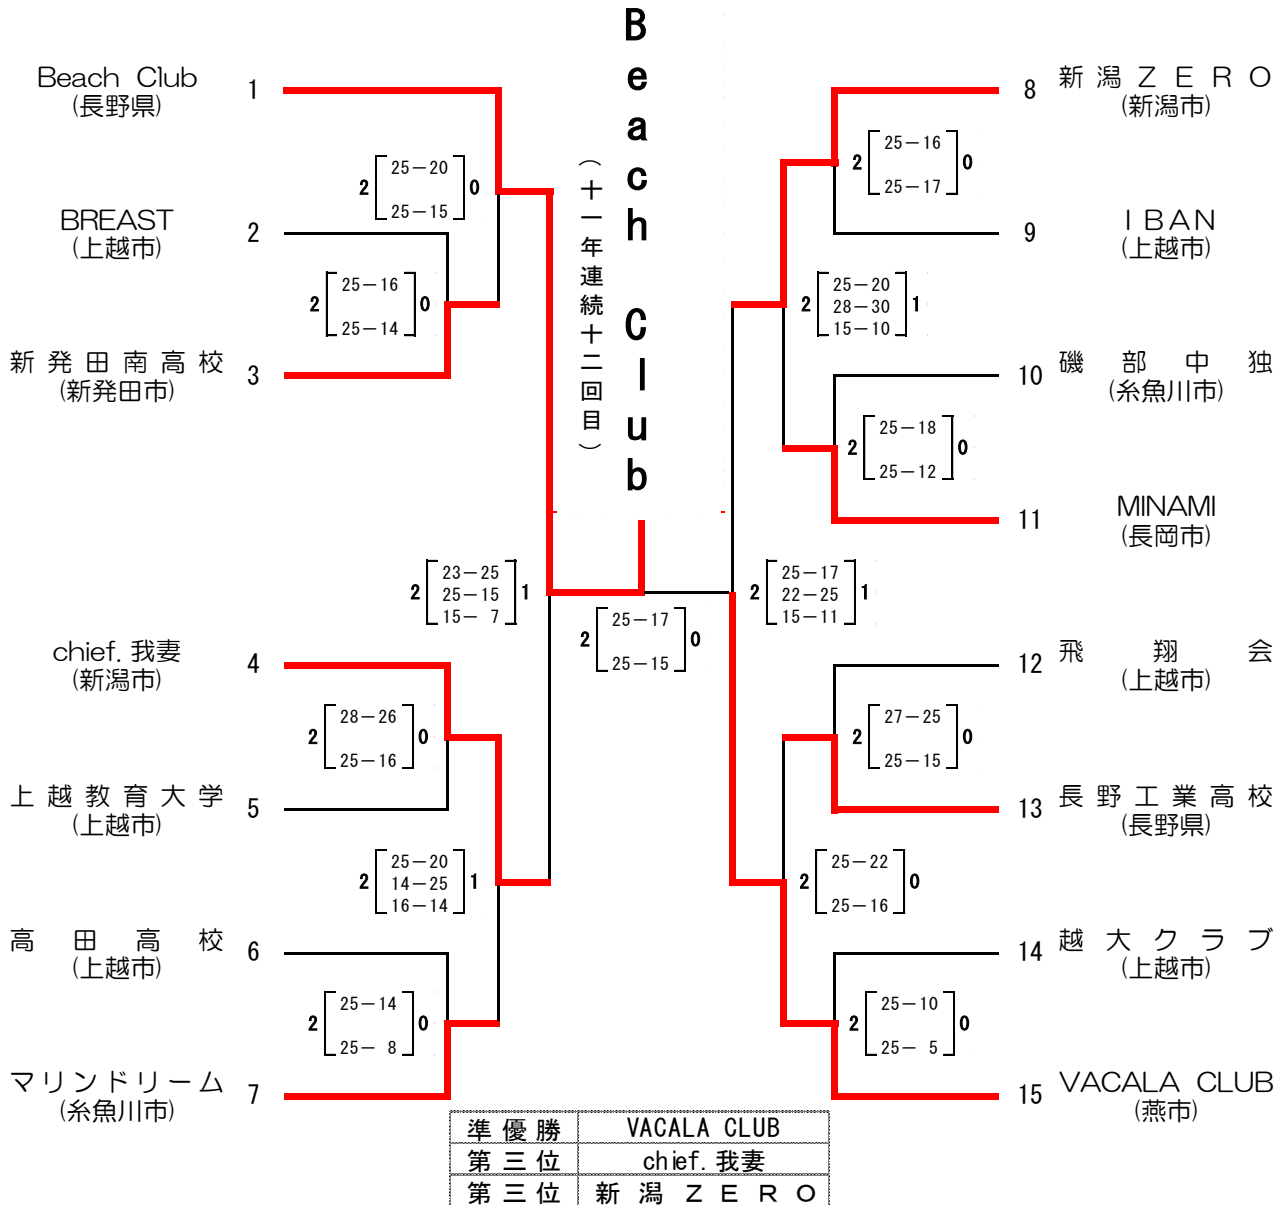 Beach Club
(十一年連続十二回目)
Beach Club
(長野県)
1
2
25-20
25-15
0
BREAST
(上越市)
2
2
25-16
25-14
0
新発田南高校
(新発田市)
3
2
23-25
25-15
15- 7
1
chief.我妻
(新潟市)
4
2
28-26
25-16
0
上越教育大学
(上越市)
5
2
25-20
14-25
16-14
1
高田高校
(上越市)
6
2
25-14
25- 8
0
マリンドリーム
(糸魚川市)
7
2
25-17
25-15
0
8
新潟ZERO
(新潟市)
2
25-16
25-17
0
9
IBAN
(上越市)
2
25-20
28-30
15-10
1
10
磯部中独
(糸魚川市)
2
25-18
25-12
0
11
MINAMI
(長岡市)
2
25-17
22-25
15-11
1
12
飛翔会
(上越市)
2
27-25
25-15
0
13
長野工業高校
(長野県)
2
25-22
25-16
0
14
越大クラブ
(上越市)
2
25-10
25- 5
0
15
VACALA CLUB
(燕市)
準優勝 VACALA CLUB
第三位 chief.我妻
第三位 新潟ZERO